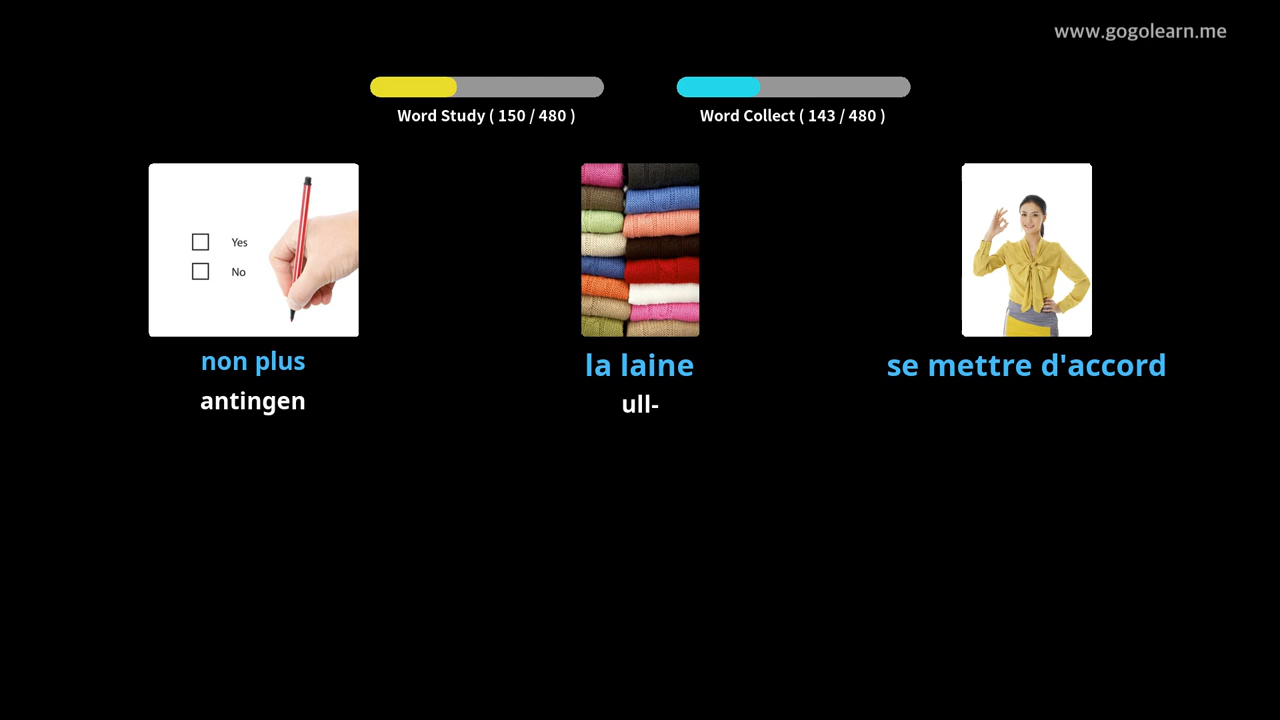 www.gogolearn.me
Word Study ( 150 / 480 )
Word Collect ( 143 / 480 )
Yes
No
non plus
antingen
la laine
ull-
se mettre d'accord